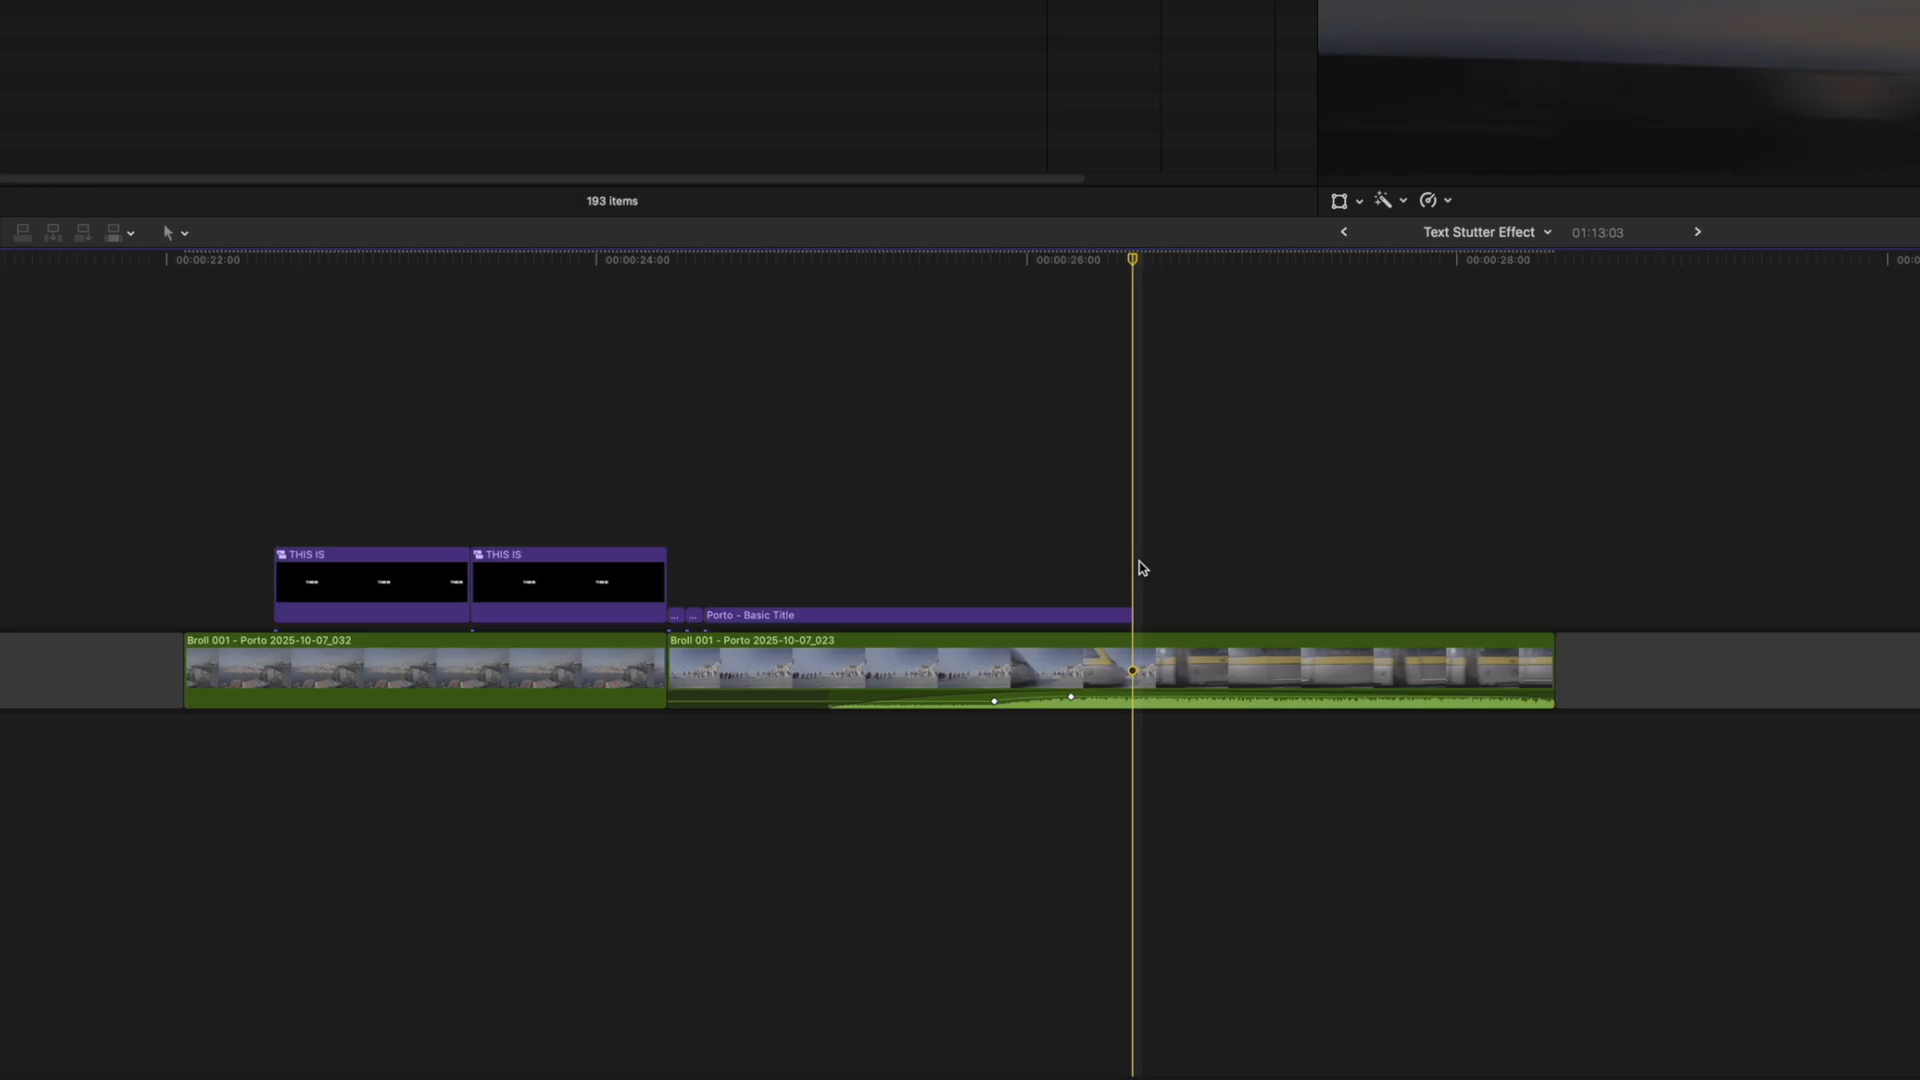 193 items
Text Stutter Effect 01:13:03
00:00:22:00 00:00:24:00 00:00:26:00 00:00:28:00 00:0
THIS IS THIS IS
... ... Porto - Basic Title
Broll 001 - Porto 2025-10-07_032 Broll 001 - Porto 2025-10-07_023